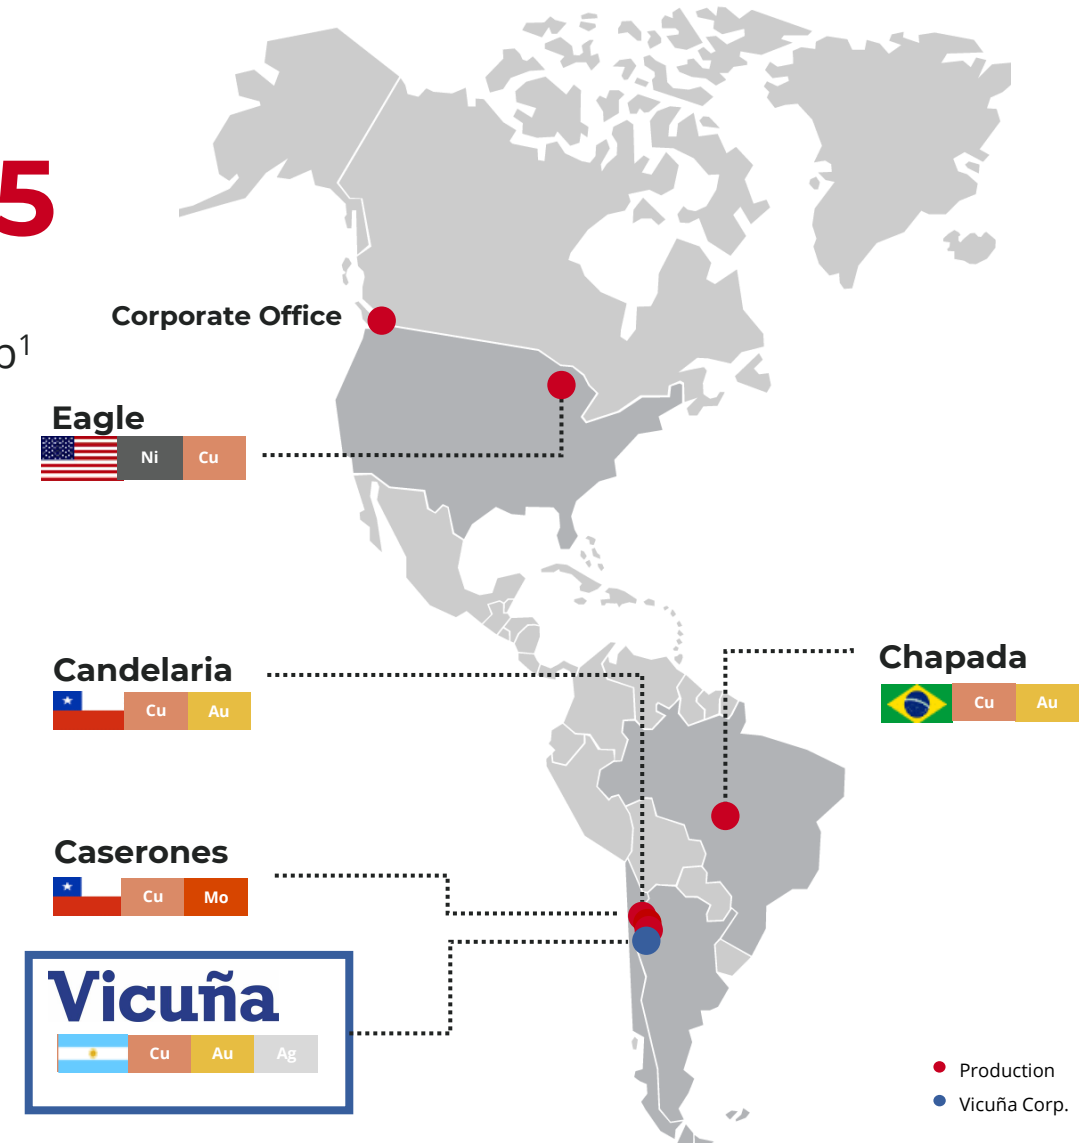 5
Corporate Office
Eagle
Ni Cu
Candelaria
Cu Au
Chapada
Cu Au
Caserones
Cu Mo
Vicuña
Cu Au Ag
Production
Vicuña Corp.